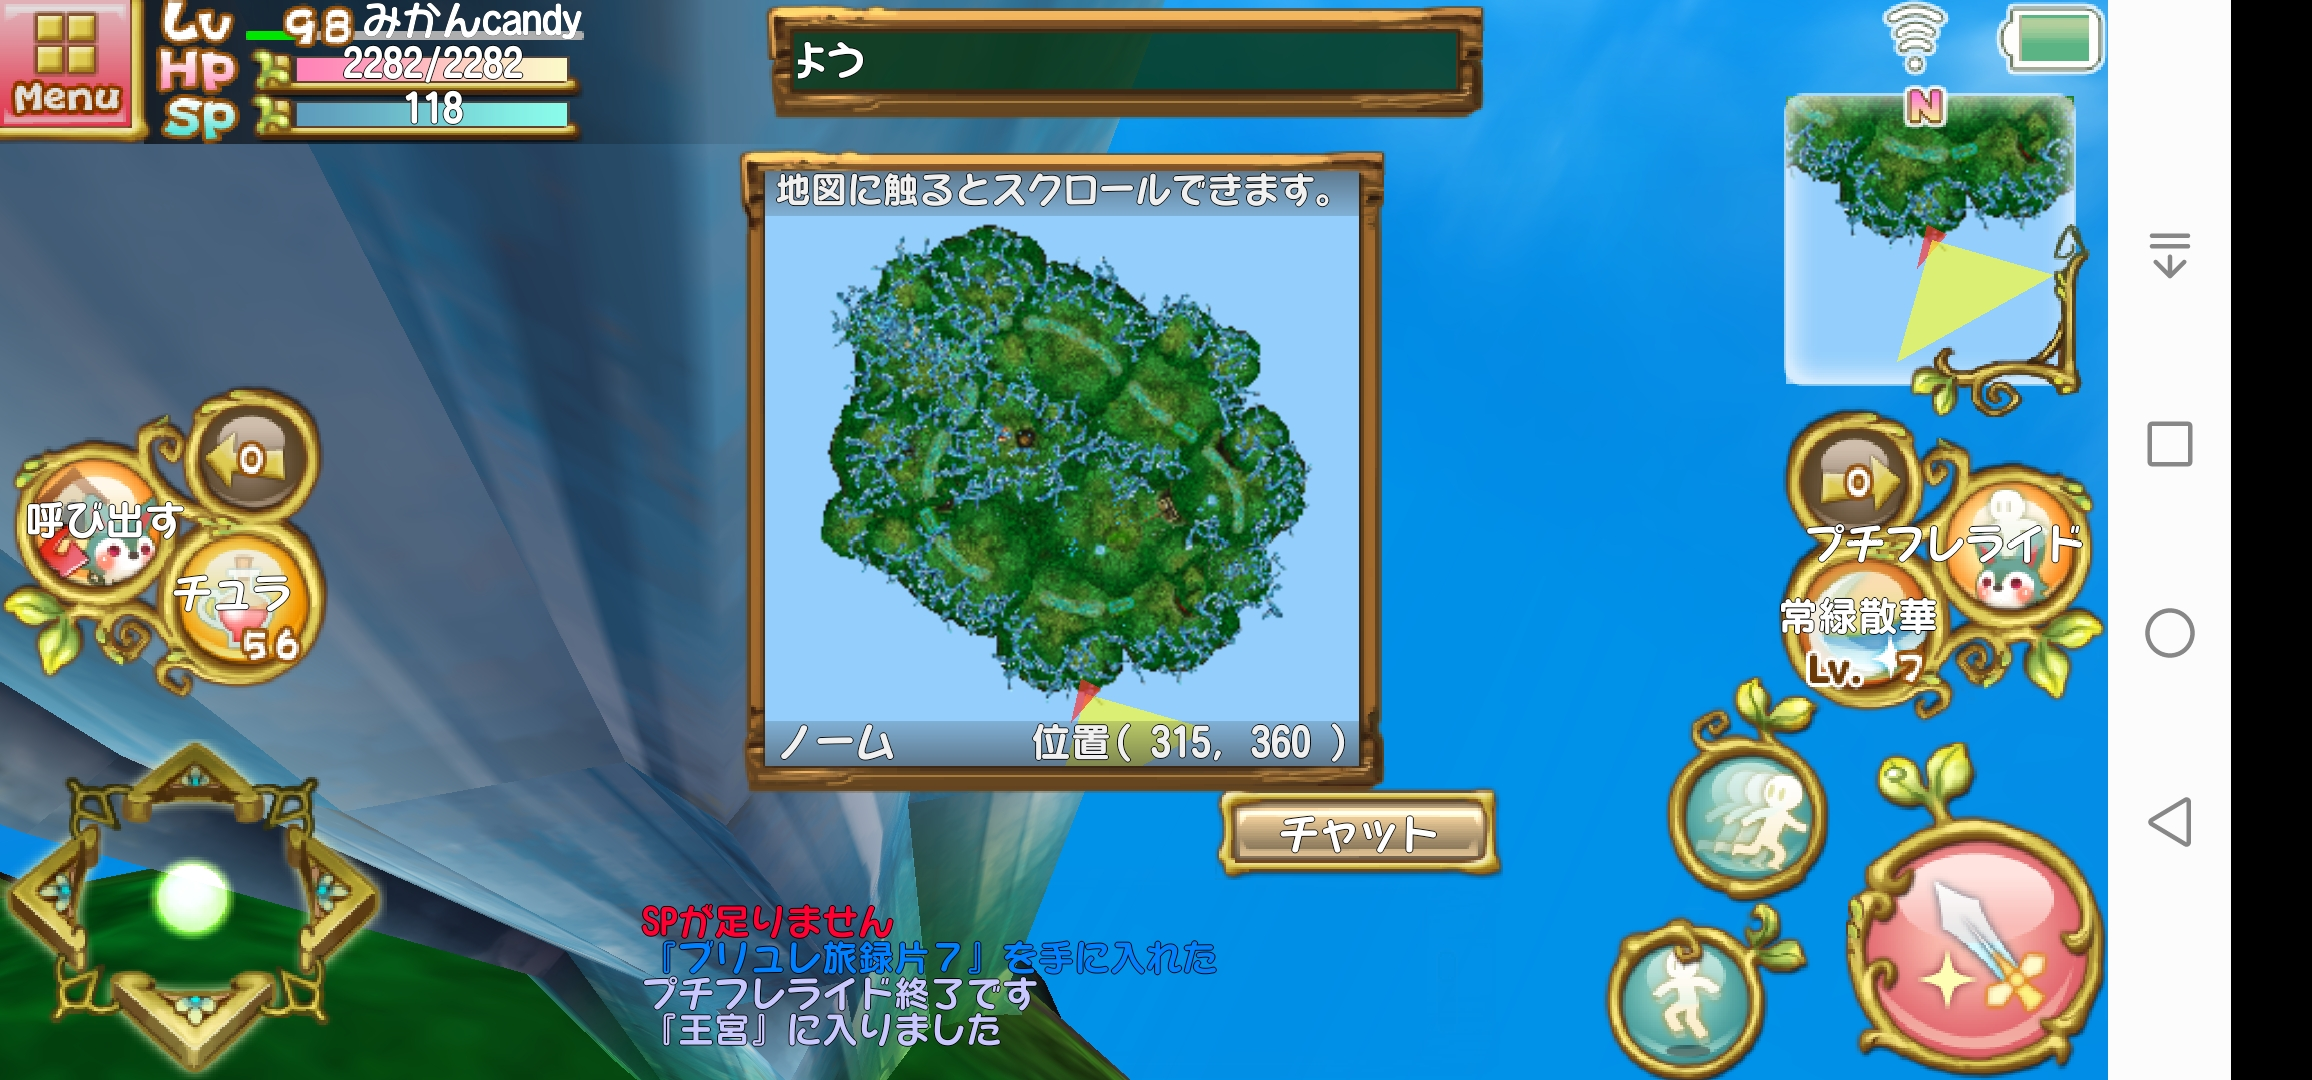 Menu
Lv 98 みかんcandy
Hp 2282/2282
Sp 118
よう
地図に触るとスクロールできます。
ノーム 位置( 315, 360 )
N
0
呼び出す
チュラ
56
0
プチフレライド
常緑散華
Lv. 7
チャット
SPが足りません
『ブリュレ旅録片７』を手に入れた
プチフレライド終了です
『王宮』に入りました